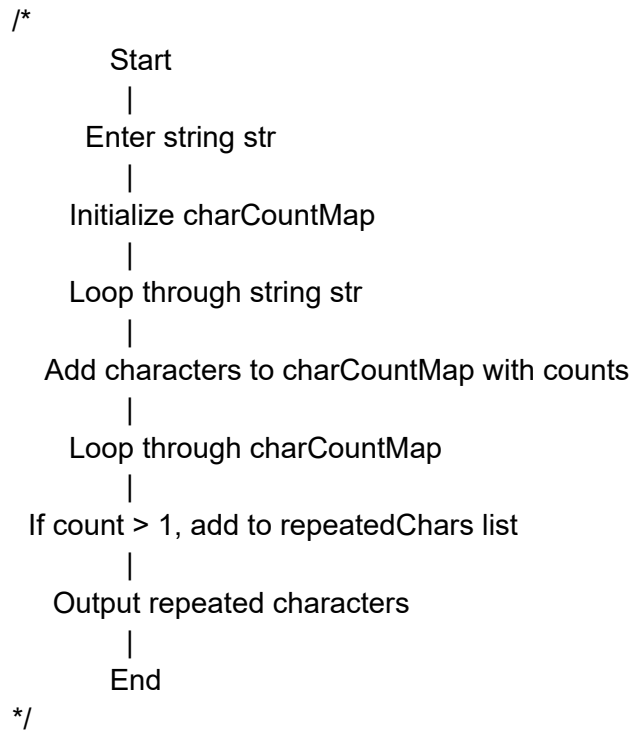 /*
Start
|
Enter string str
|
Initialize charCountMap
|
Loop through string str
|
Add characters to charCountMap with counts
|
Loop through charCountMap
|
If count > 1, add to repeatedChars list
|
Output repeated characters
|
End
*/